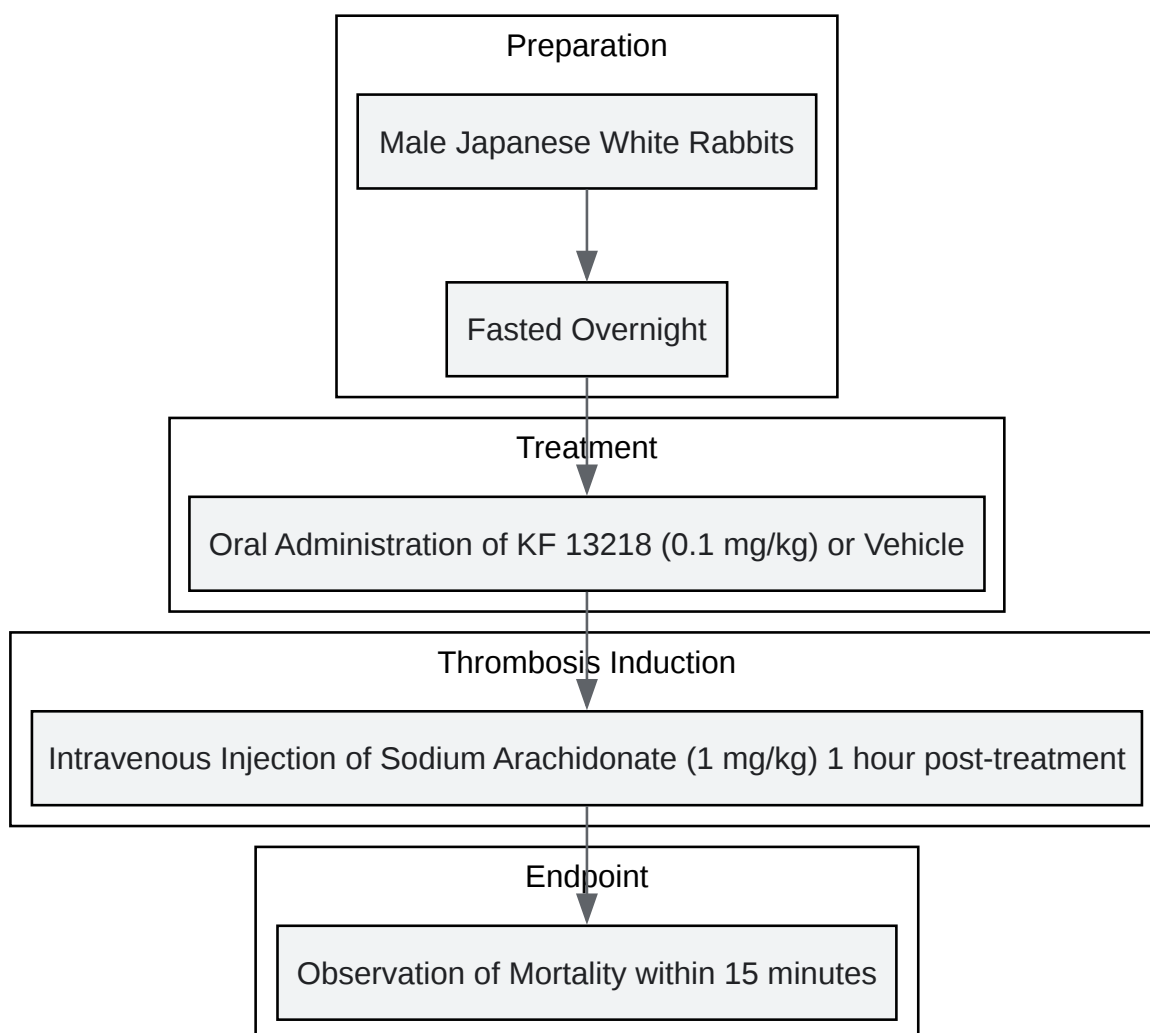 Preparation
Male Japanese White Rabbits
Fasted Overnight
Treatment
Oral Administration of KF 13218 (0.1 mg/kg) or Vehicle
Thrombosis Induction
Intravenous Injection of Sodium Arachidonate (1 mg/kg) 1 hour post-treatment
Endpoint
Observation of Mortality within 15 minutes